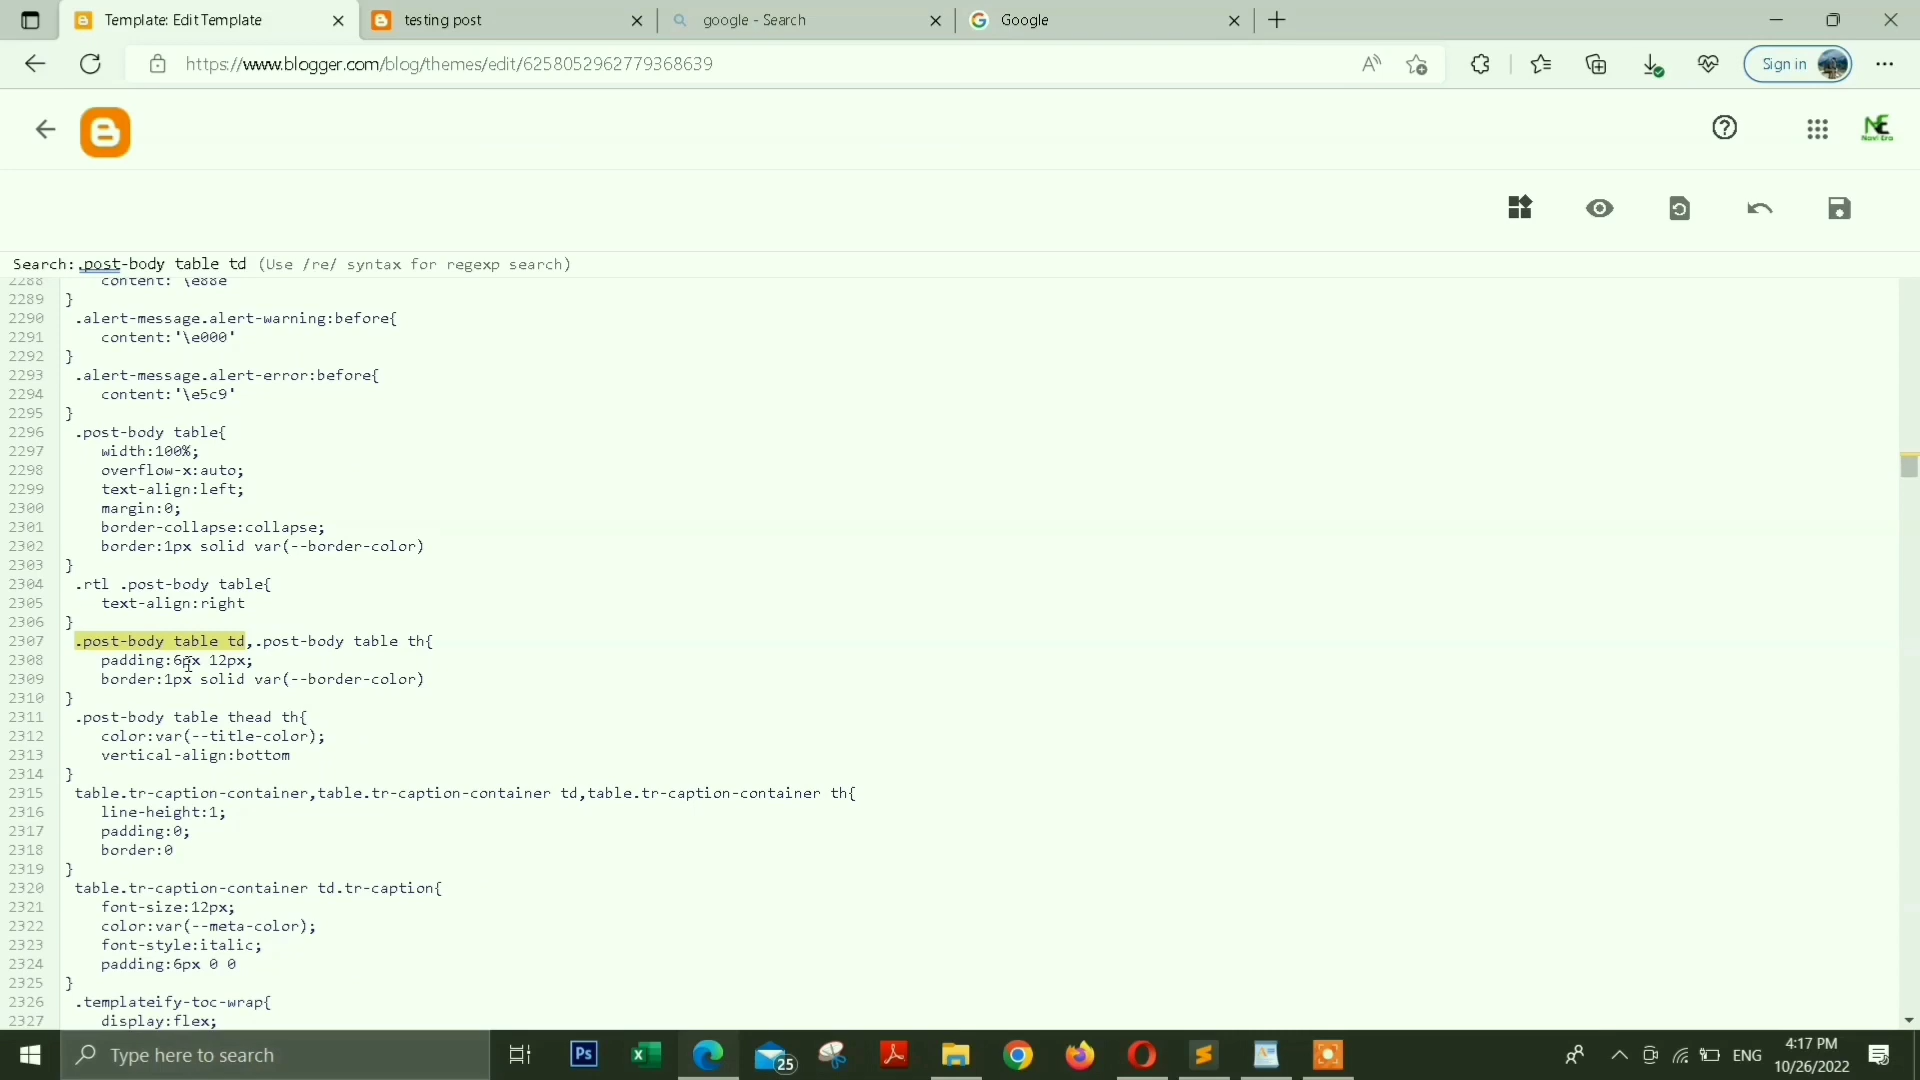 Template: Edit Template
testing post
google - Search
Google
https://www.blogger.com/blog/themes/edit/6258052962779368639
Sign in
NE
Navi Era
Search: .post-body table td (Use /re/ syntax for regexp search)
2288 content: '\e88e'
2289 }
2290 .alert-message.alert-warning:before{
2291 content:'\e000'
2292 }
2293 .alert-message.alert-error:before{
2294 content:'\e5c9'
2295 }
2296 .post-body table{
2297 width:100%;
2298 overflow-x:auto;
2299 text-align:left;
2300 margin:0;
2301 border-collapse:collapse;
2302 border:1px solid var(--border-color)
2303 }
2304 .rtl .post-body table{
2305 text-align:right
2306 }
2307 .post-body table td,.post-body table th{
2308 padding:6px 12px;
2309 border:1px solid var(--border-color)
2310 }
2311 .post-body table thead th{
2312 color:var(--title-color);
2313 vertical-align:bottom
2314 }
2315 table.tr-caption-container,table.tr-caption-container td,table.tr-caption-container th{
2316 line-height:1;
2317 padding:0;
2318 border:0
2319 }
2320 table.tr-caption-container td.tr-caption{
2321 font-size:12px;
2322 color:var(--meta-color);
2323 font-style:italic;
2324 padding:6px 0 0
2325 }
2326 .templateify-toc-wrap{
2327 display:flex;
Type here to search
Ps
25
ENG
4:17 PM
10/26/2022